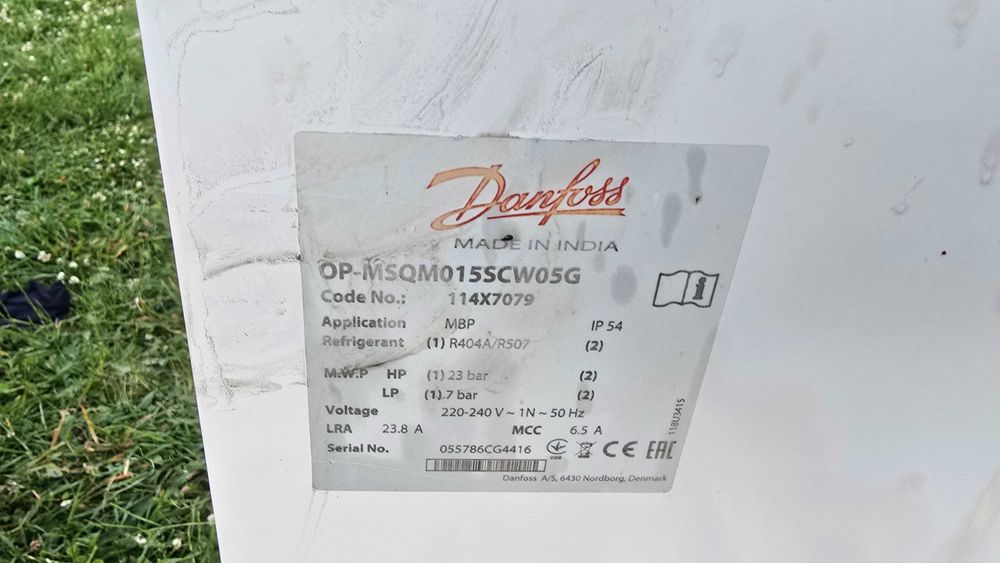 Danfoss
MADE IN INDIA
OP-MSQM015SCW05G
Code No.: 114X7079
Application MBP IP 54
Refrigerant (1) R404A/R507 (2)
M.W.P HP (1) 23 bar (2)
LP (1) 7 bar (2)
Voltage 220-240 V ~ 1N ~ 50 Hz
LRA 23.8 A MCC 6.5 A
Serial No. 055786CG4416 CE EAC
Danfoss A/S, 6430 Nordborg, Denmark
118U3415